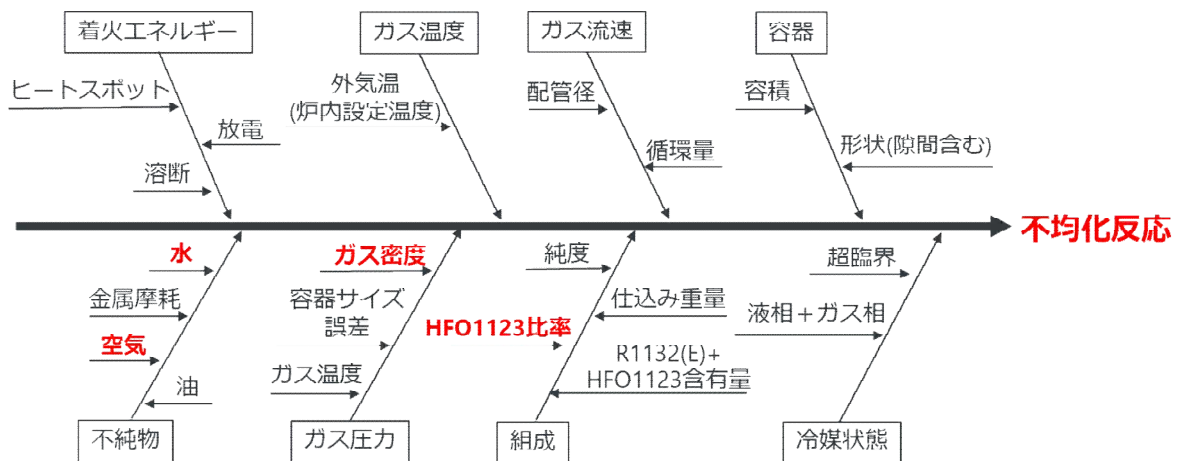 着火エネルギー
ガス温度
ガス流速
容器
ヒートスポット
放電
溶断
外気温
(炉内設定温度)
配管径
循環量
容積
形状(隙間含む)
不均化反応
水
金属摩耗
空気
油
不純物
ガス密度
容器サイズ
誤差
ガス温度
ガス圧力
純度
仕込み重量
HFO1123比率
R1132(E)+
HFO1123含有量
組成
超臨界
液相+ガス相
冷媒状態